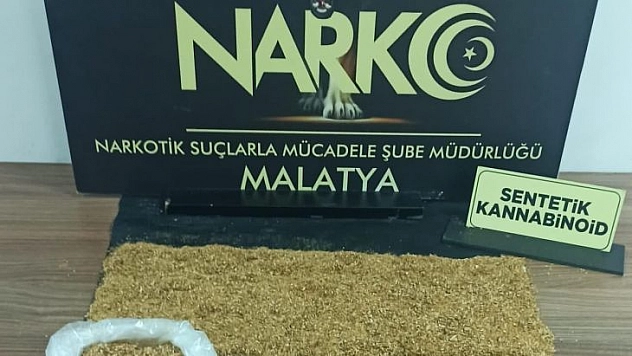 NARKO
NARKOTİK SUÇLARLA MÜCADELE ŞUBE MÜDÜRLÜĞÜ
MALATYA
SENTETİK
KANNABİNOİD